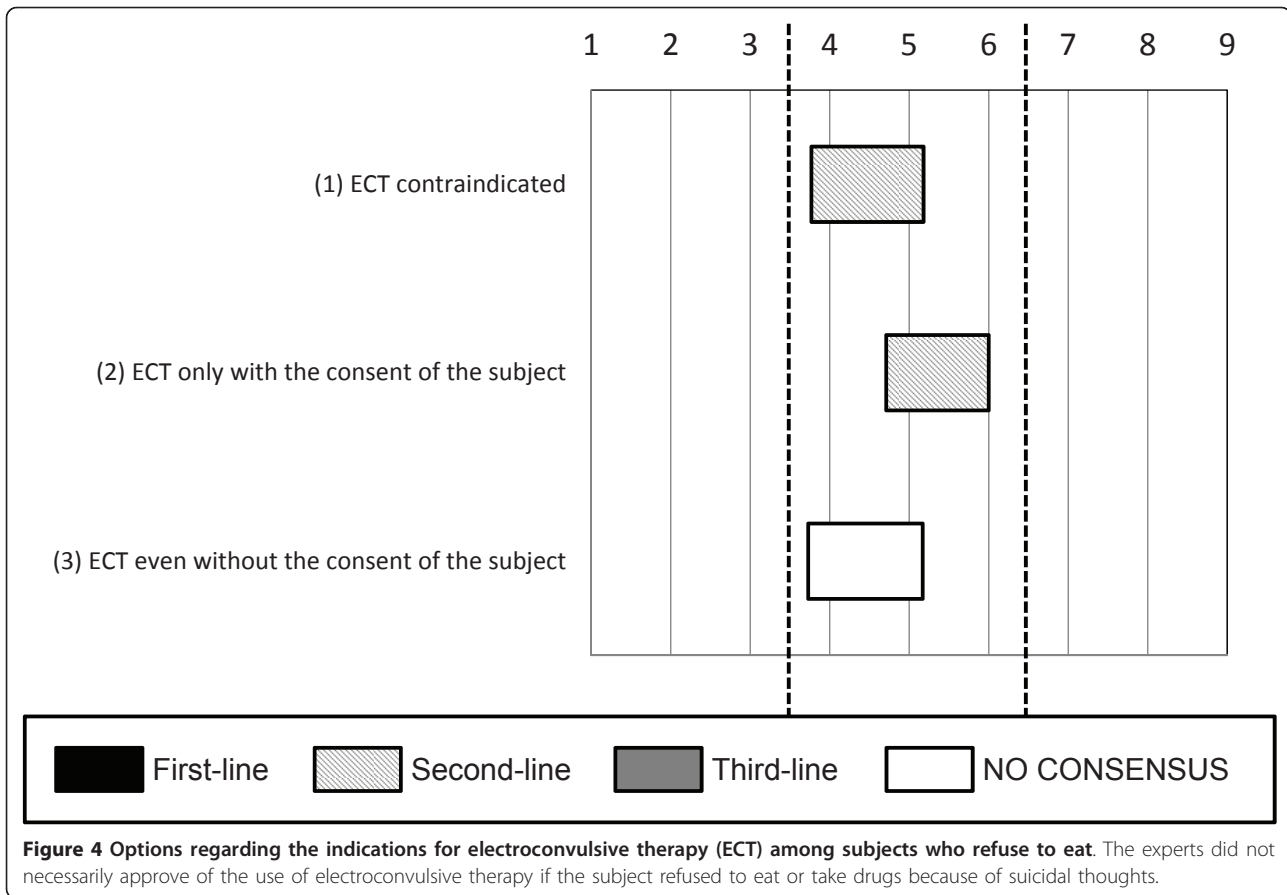 1 2 3 4 5 6 7 8 9
(1) ECT contraindicated
(2) ECT only with the consent of the subject
(3) ECT even without the consent of the subject
First-line Second-line Third-line NO CONSENSUS
Figure 4 Options regarding the indications for electroconvulsive therapy (ECT) among subjects who refuse to eat. The experts did not
necessarily approve of the use of electroconvulsive therapy if the subject refused to eat or take drugs because of suicidal thoughts.